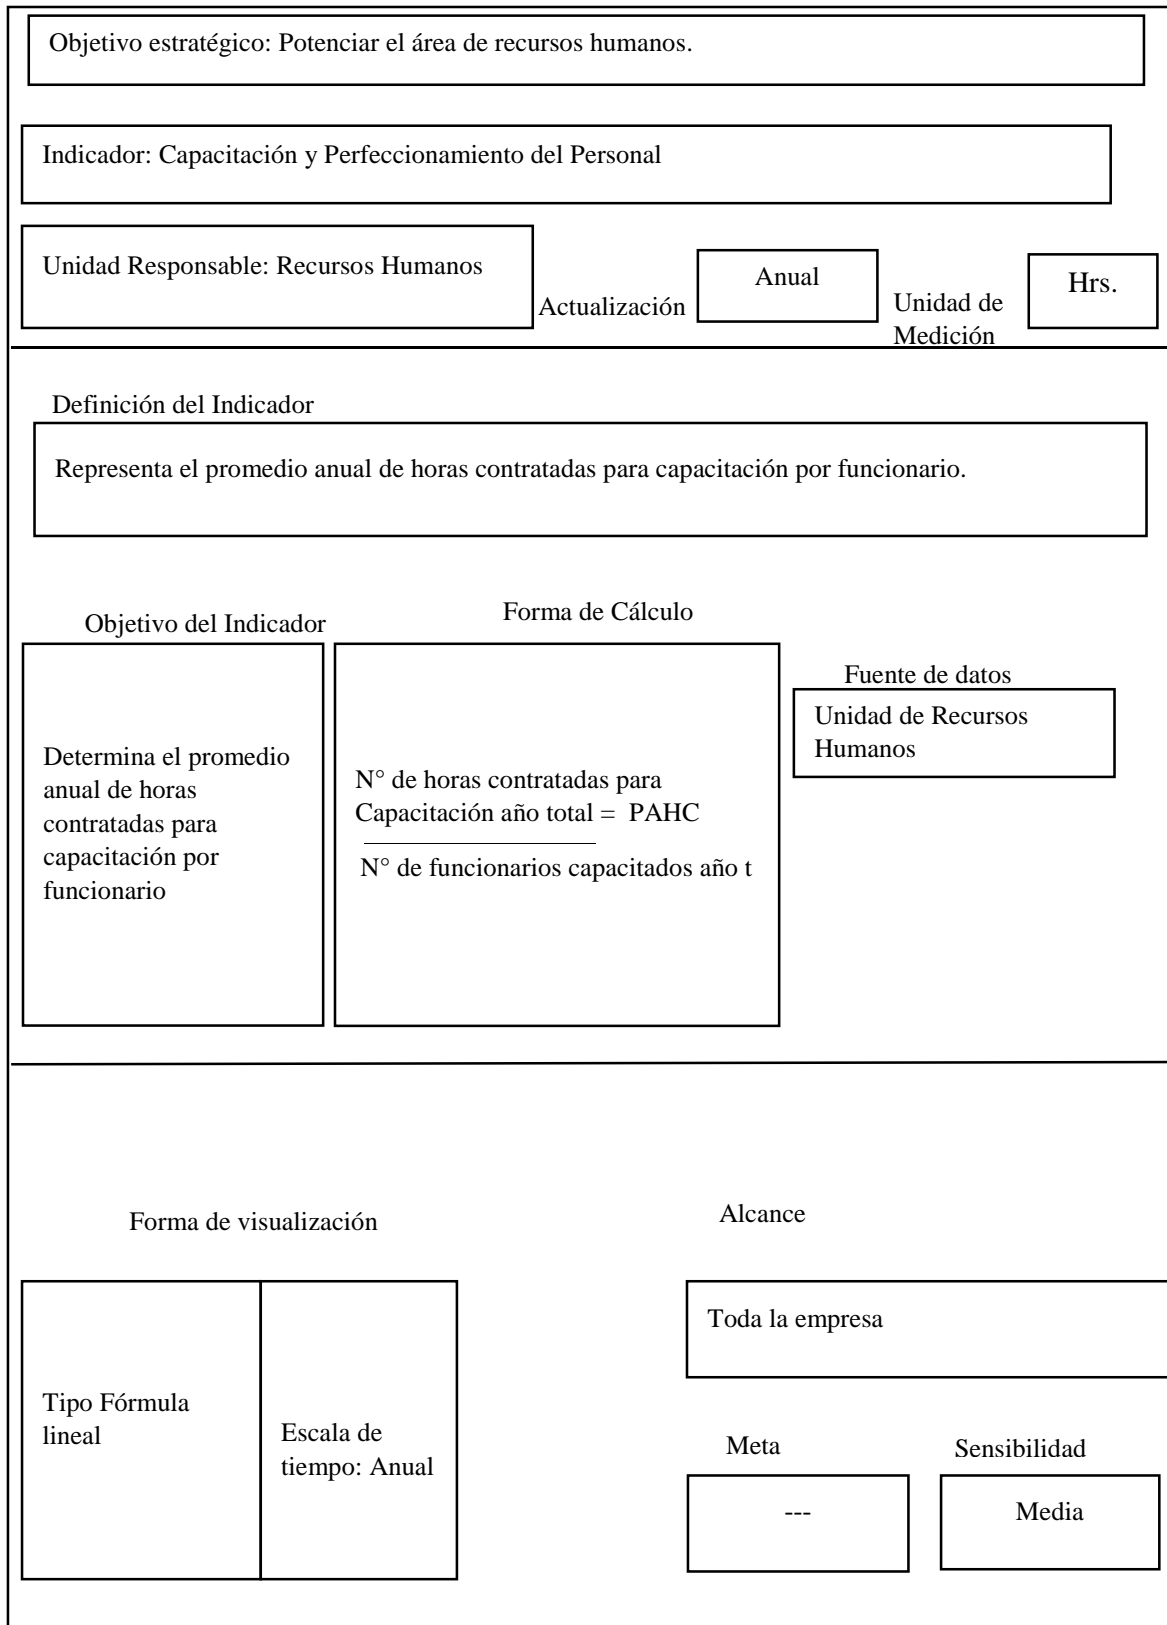 Objetivo estratégico: Potenciar el área de recursos humanos.
Indicador: Capacitación y Perfeccionamiento del Personal
Unidad Responsable: Recursos Humanos
Actualización
Anual
Unidad de
Medición
Hrs.
Definición del Indicador
Representa el promedio anual de horas contratadas para capacitación por funcionario.
Objetivo del Indicador
Determina el promedio
anual de horas
contratadas para
capacitación por
funcionario
Forma de Cálculo
N° de horas contratadas para
Capacitación año total = PAHC
N° de funcionarios capacitados año t
Fuente de datos
Unidad de Recursos
Humanos
Forma de visualización
Tipo Fórmula
lineal
Escala de
tiempo: Anual
Alcance
Toda la empresa
Meta
---
Sensibilidad
Media